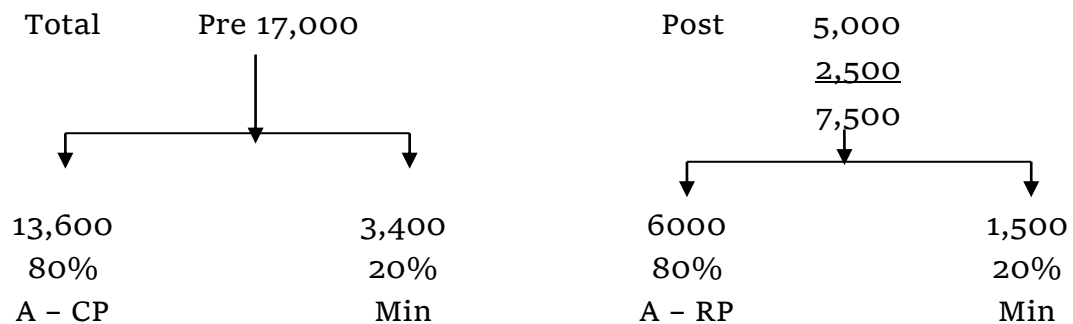 Total Pre 17,000 Post 5,000
2,500
7,500
13,600 3,400 6000 1,500
80% 20% 80% 20%
A – CP Min A – RP Min